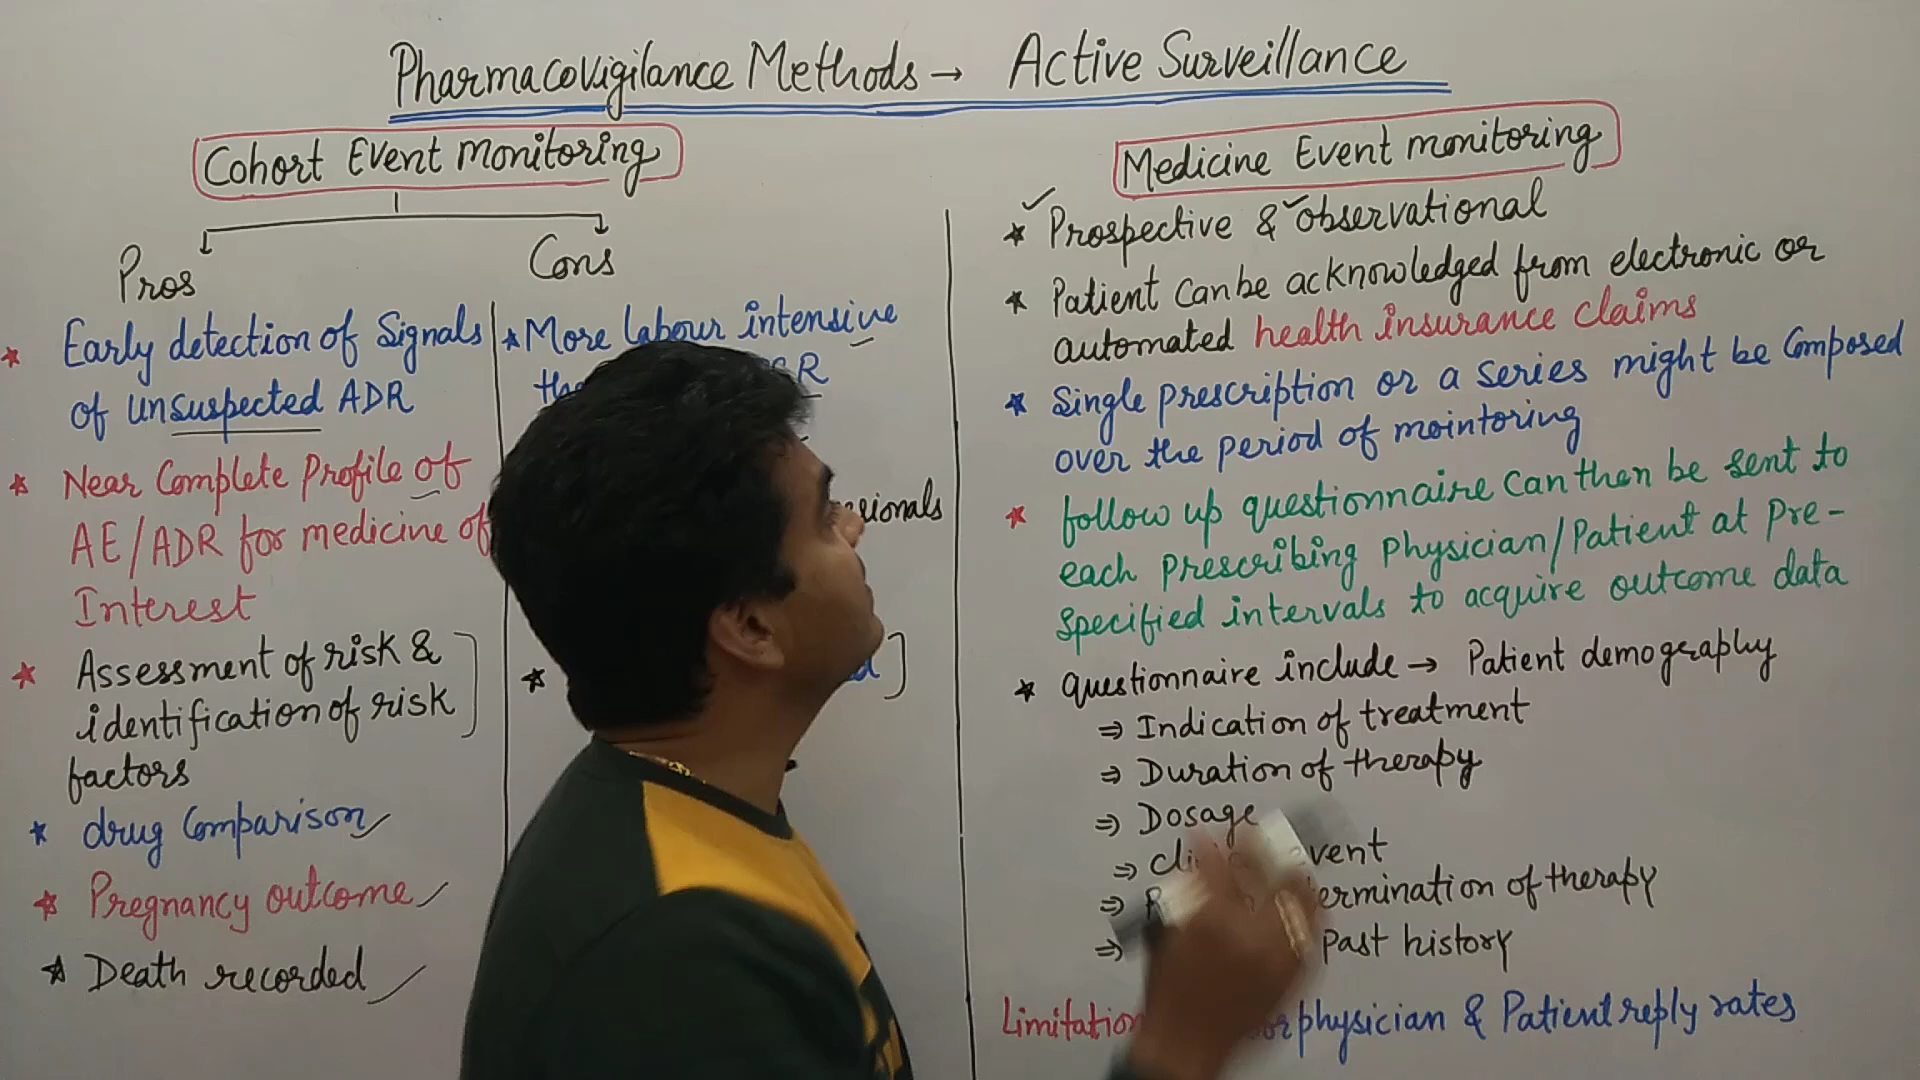 Pharmacovigilance Methods → Active Surveillance
Cohort Event monitoring
Pros
★ Early detection of Signals
of unsuspected ADR
★ Near Complete Profile of
AE/ADR for medicine of
Interest
★ Assessment of risk &
identification of risk
factors
★ drug Comparison
★ Pregnancy outcome
★ Death recorded
Cons
★ More labour intensive
Medicine Event monitoring
★ Prospective & observational
★ Patient can be acknowledged from electronic or
automated health insurance claims
★ Single prescription or a series might be Composed
over the period of mointoring
★ follow up questionnaire can then be sent to
each prescribing physician/Patient at Pre-
specified intervals to acquire outcome data
★ questionnaire include → Patient demography
⇒ Indication of treatment
⇒ Duration of therapy
⇒ Dosage
⇒
⇒ of therapy
⇒ Past history
physician & Patient reply rates